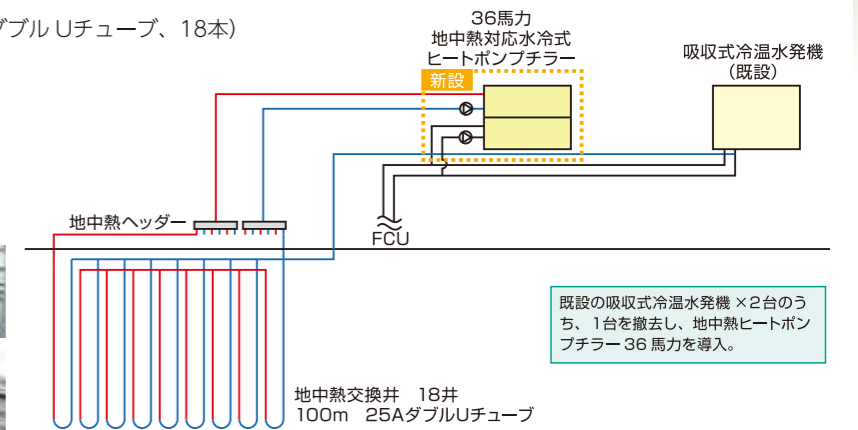 ブル Uチューブ、18本)
36馬力
地中熱対応水冷式
ヒートポンプチラー
吸収式冷温水発機
(既設)
新設
地中熱ヘッダー
FCU
既設の吸収式冷温水発機×2台のう
ち、1台を撤去し、地中熱ヒートポン
プチラー 36 馬力を導入。
地中熱交換井 18井
100m 25AダブルUチューブ